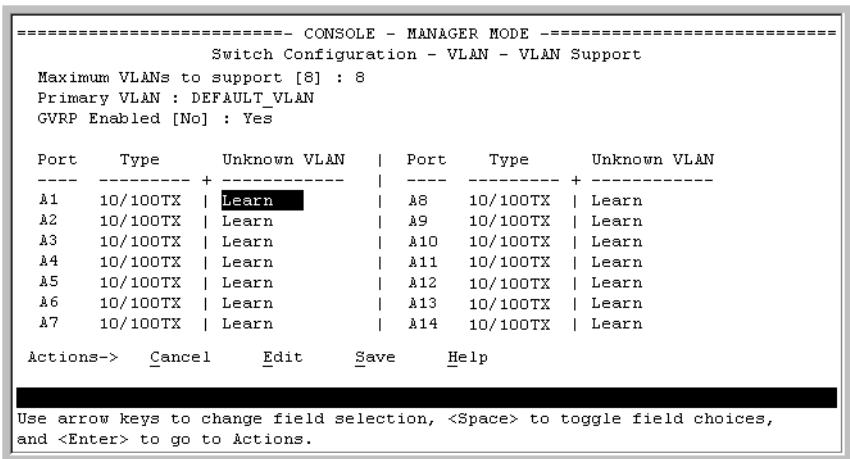 ===========================- CONSOLE - MANAGER MODE -============================
Switch Configuration - VLAN - VLAN Support
Maximum VLANs to support [8] : 8
Primary VLAN : DEFAULT_VLAN
GVRP Enabled [No] : Yes
Port Type Unknown VLAN | Port Type Unknown VLAN
---- --------- + ------------ | ---- --------- + ------------
A1 10/100TX | Learn | A8 10/100TX | Learn
A2 10/100TX | Learn | A9 10/100TX | Learn
A3 10/100TX | Learn | A10 10/100TX | Learn
A4 10/100TX | Learn | A11 10/100TX | Learn
A5 10/100TX | Learn | A12 10/100TX | Learn
A6 10/100TX | Learn | A13 10/100TX | Learn
A7 10/100TX | Learn | A14 10/100TX | Learn
Actions-> Cancel Edit Save Help
Use arrow keys to change field selection, <Space> to toggle field choices,
and <Enter> to go to Actions.